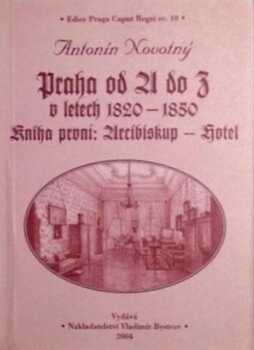 • Edice Praga Caput Regni sv. 10 •
Antonín Novotný
Praha od A do Z
v letech 1820 – 1850
Kniha první: Arcibiskup – Hotel
Vydává
• Nakladatelství Vladimír Bystrov •
2004